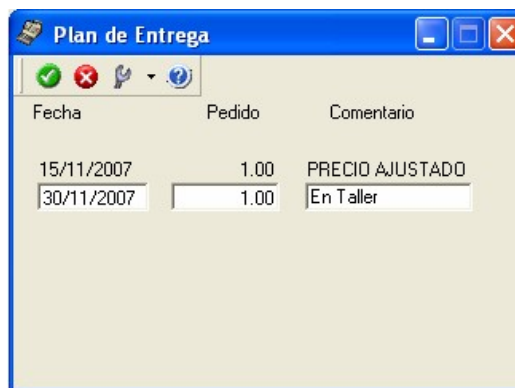 Plan de Entrega
Fecha Pedido Comentario
15/11/2007 1.00 PRECIO AJUSTADO
30/11/2007 1.00 En Taller